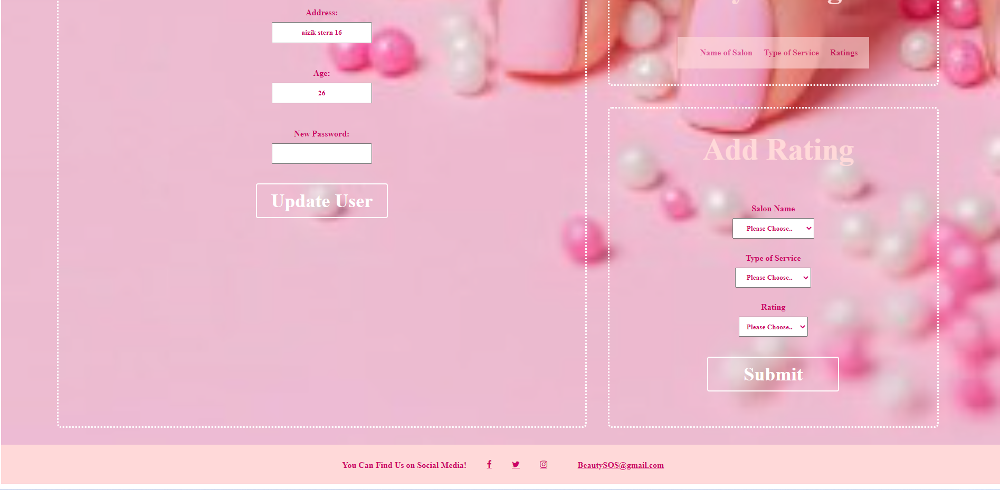 Address:
aizik stern 16
Age:
26
New Password:
Update User
Name of Salon Type of Service Ratings
Add Rating
Salon Name
Please Choose..
Type of Service
Please Choose..
Rating
Please Choose..
Submit
You Can Find Us on Social Media! BeautySOS@gmail.com